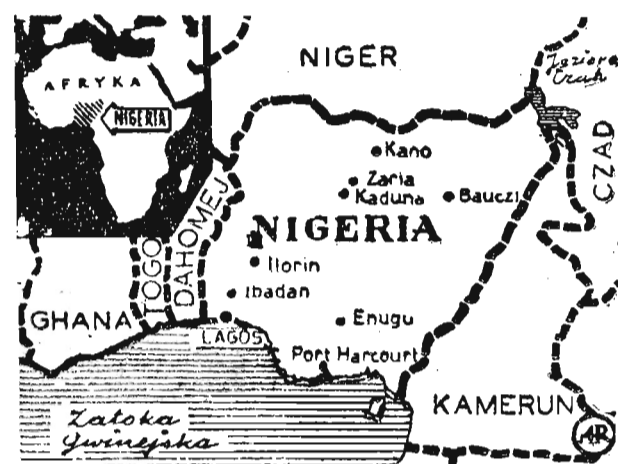 NIGER
Jezioro
Czad
AFRYKA
NIGERIA
CZAD
Kano
Zaria
Kaduna
Bauczi
DAHOMEJ
NIGERIA
Ilorin
TOGO
Ibadan
GHANA
Enugu
LAGOS
Port Harcourt
KAMERUN
Zatoka
Gwinejska
AR